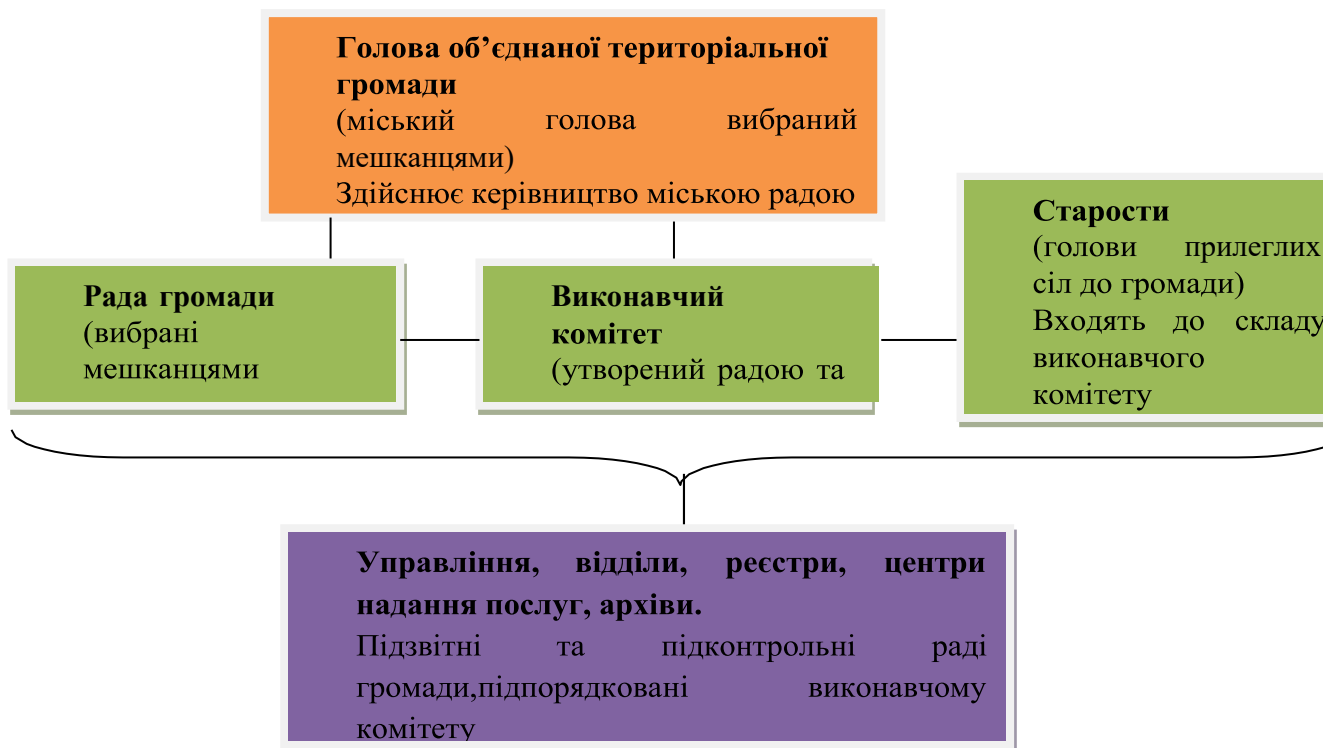 Голова об’єднаної територіальної
громади
(міський голова вибраний
мешканцями)
Здійснює керівництво міською радою
Рада громади
(вибрані
мешканцями
Виконавчий
комітет
(утворений радою та
Старости
(голови прилеглих
сіл до громади)
Входять до складу
виконавчого
комітету
Управління, відділи, реєстри, центри
надання послуг, архіви.
Підзвітні та підконтрольні раді
громади,підпорядковані виконавчому
комітету